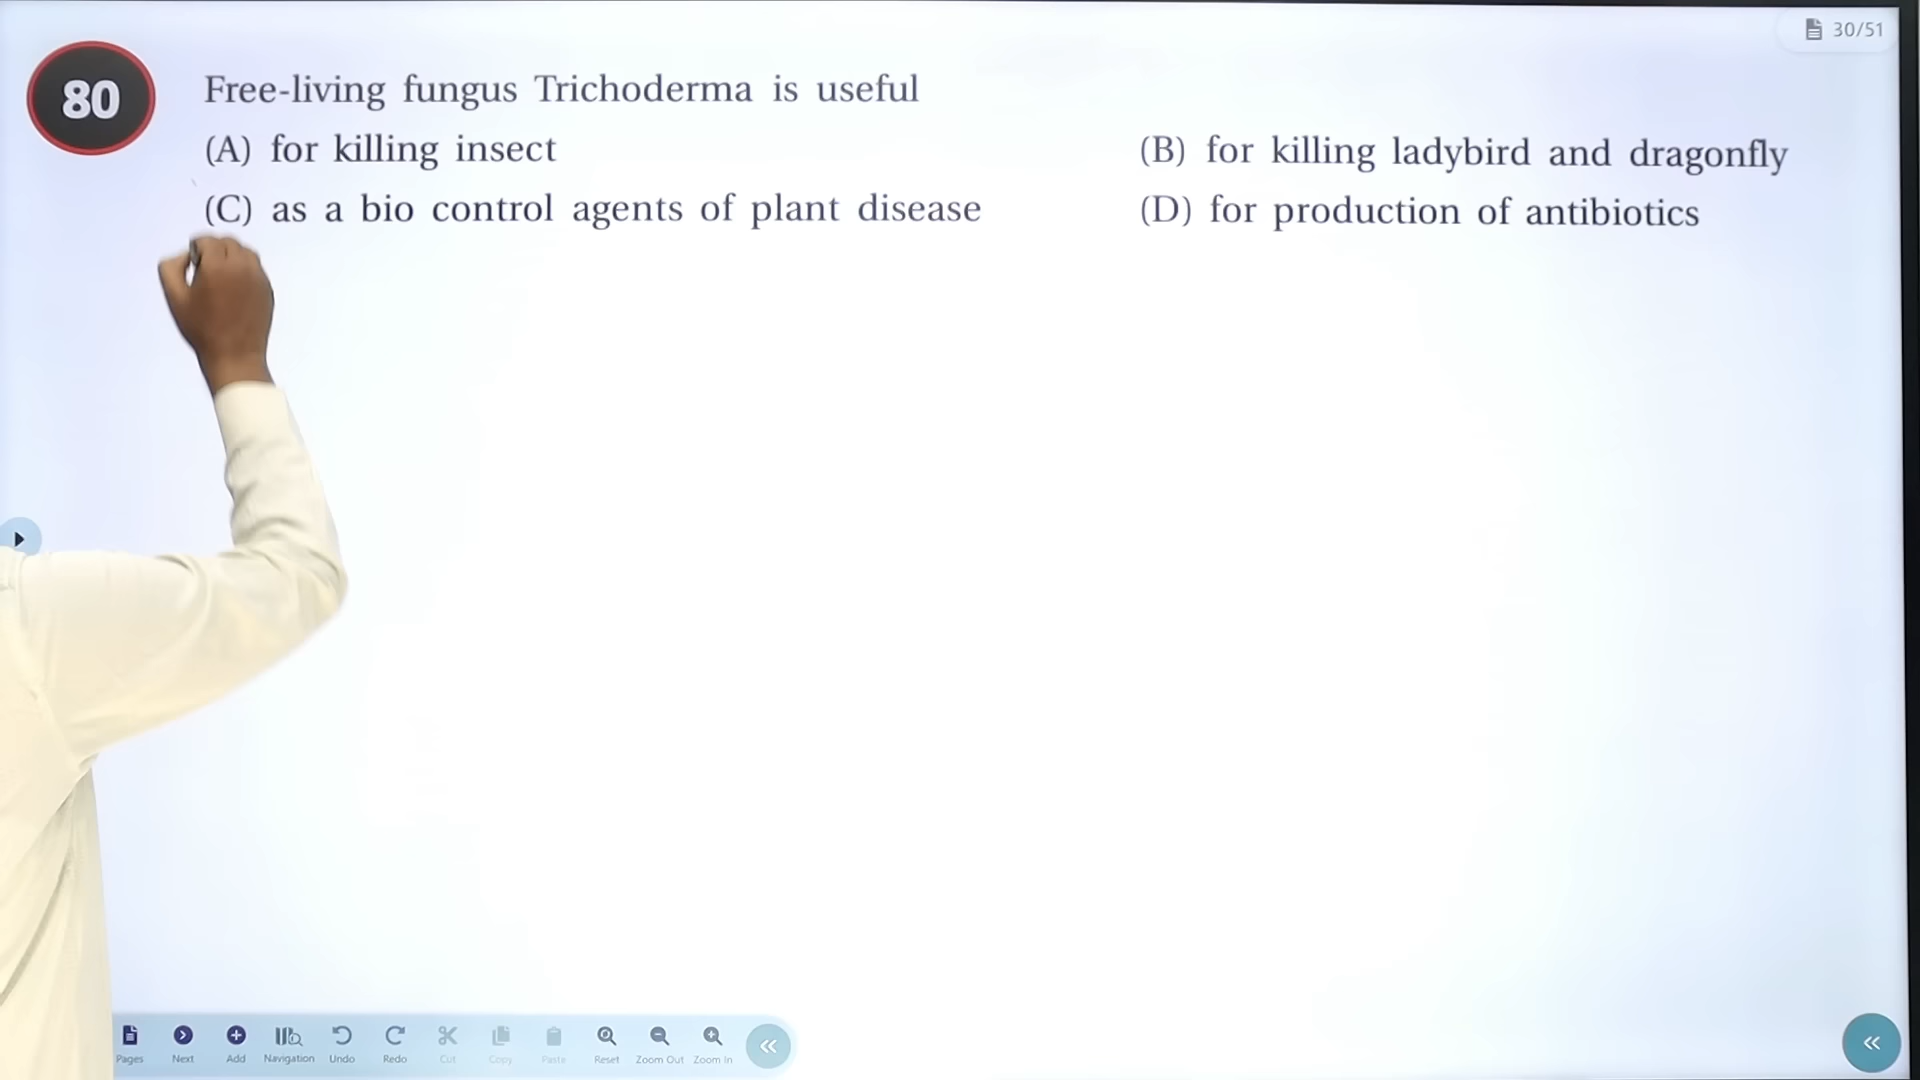 30/51
80
Free-living fungus Trichoderma is useful
(A) for killing insect
(B) for killing ladybird and dragonfly
(C) as a bio control agents of plant disease
(D) for production of antibiotics
Pages Next Add Navigation Undo Redo Cut Copy Paste Reset Zoom Out Zoom In